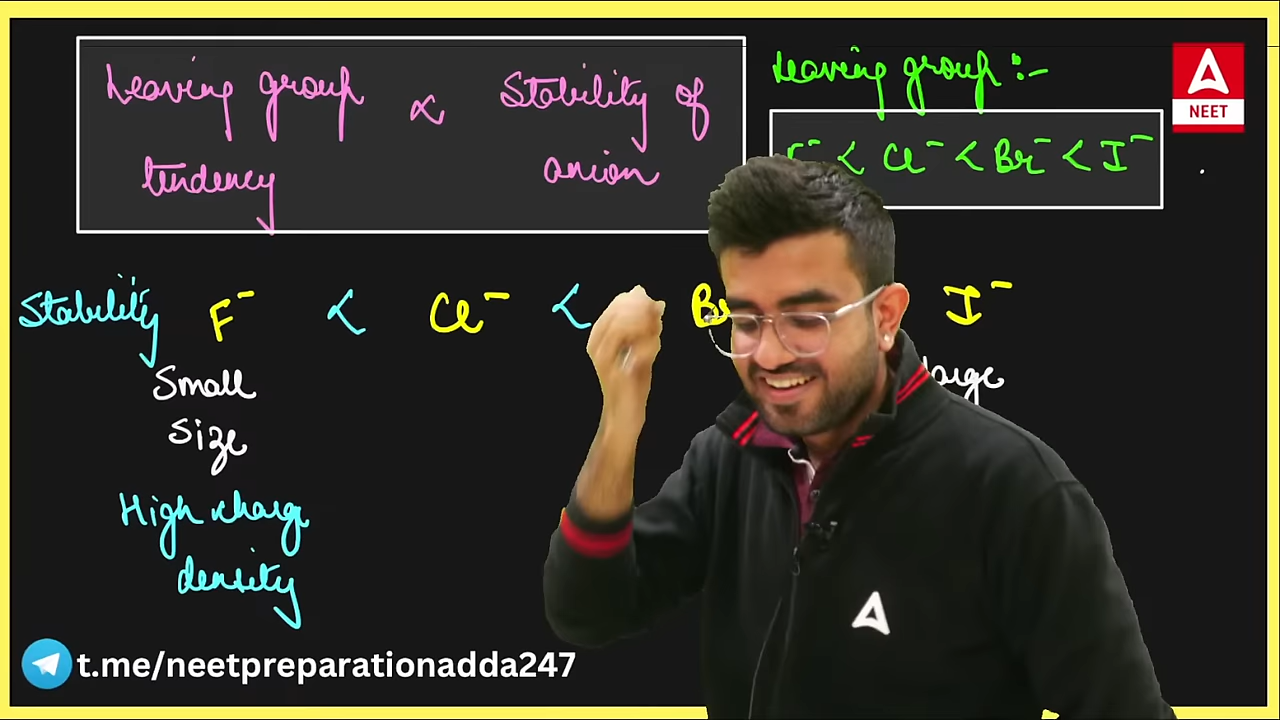 Leaving group ∝ Stability of
tendency anion
Leaving group :-
F⁻ < Cl⁻ < Br⁻ < I⁻
NEET
Stability F⁻ < Cl⁻ < I⁻
Small
Size
High charge
density
t.me/neetpreparationadda247